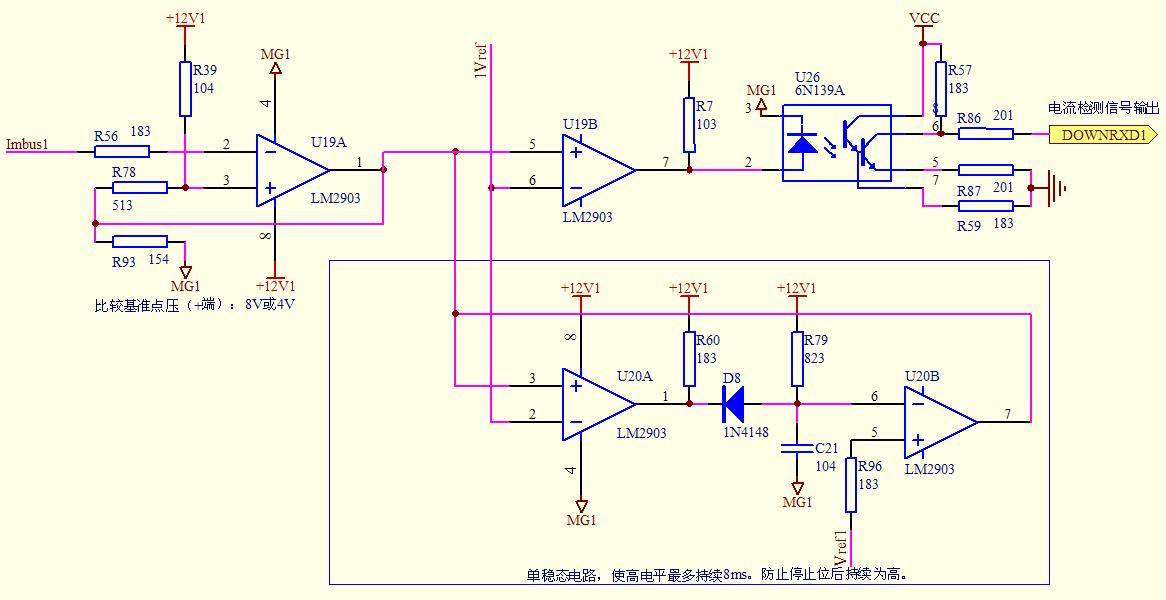 +12V1
R39
104
MG1
4
Imbus1
R56 183
2
U19A
1
R78
3
513
LM2903
8
R93 154
MG1
+12V1
比较基准点压（+端）：8V或4V
1Vref
U19B
5
6
7
LM2903
+12V1
R7
103
MG1
3
2
U26
6N139A
VCC
R57
183
8
6
R86 201
电流检测信号输出
DOWNRXD1
5
7
R87 201
R59 183
+12V1
8
U20A
3
2
1
LM2903
4
MG1
+12V1
R60
183
D8
1N4148
+12V1
R79
823
C21
104
MG1
U20B
6
5
7
LM2903
R96
183
Vref1
单稳态电路，使高电平最多持续8ms。防止停止位后持续为高。